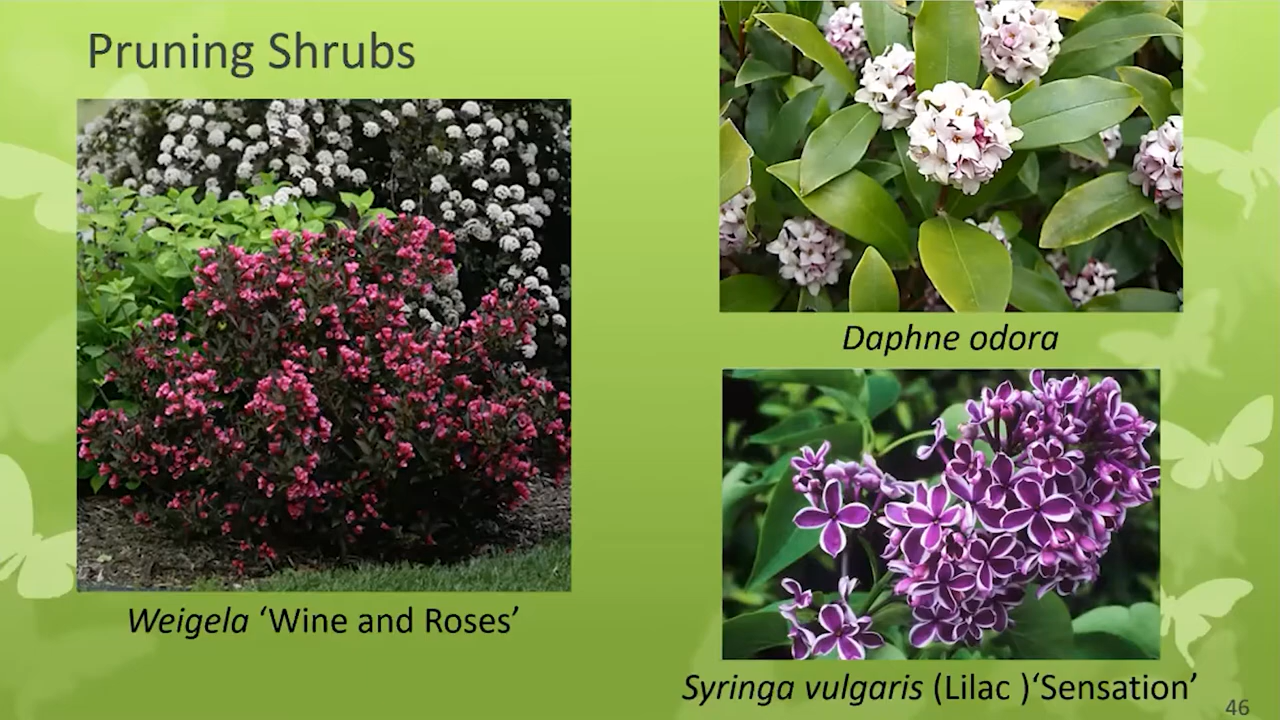 Pruning Shrubs
Weigela ‘Wine and Roses’
Daphne odora
Syringa vulgaris (Lilac )‘Sensation’
46